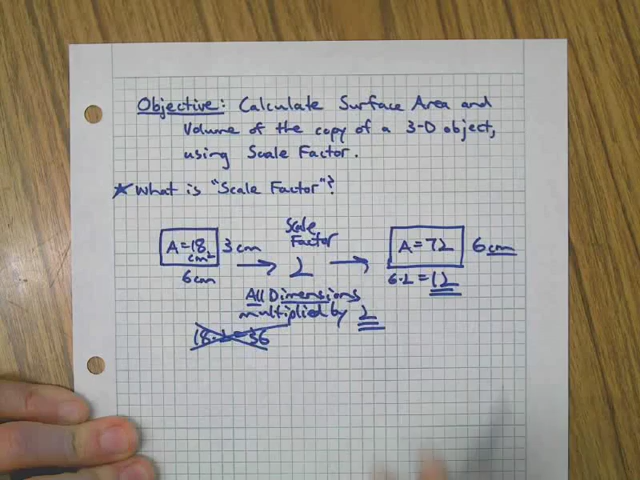 Objective: Calculate Surface Area and
Volume of the copy of a 3-D object,
using Scale Factor.
★ What is "Scale Factor"?
A=18 cm² 3 cm
6cm
Scale Factor
2
A=72 6 cm
6·2=12
All Dimensions
multiplied by 2
18·2=36